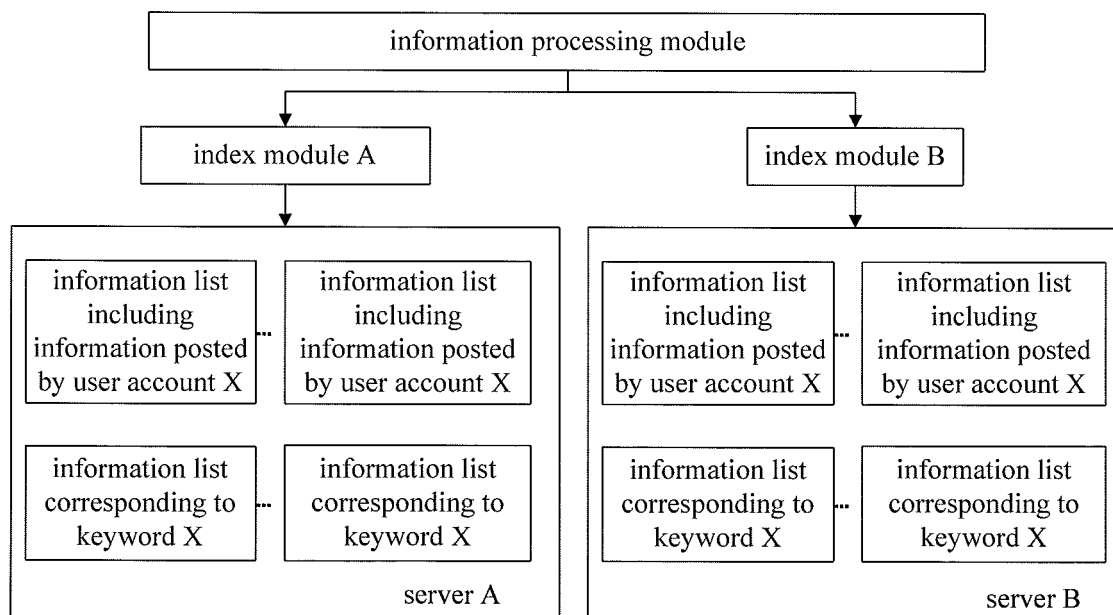 information processing module
index module A
index module B
information list
including
information posted
by user account X
...
information list
including
information posted
by user account X
information list
including
information posted
by user account X
...
information list
including
information posted
by user account X
information list
corresponding to
keyword X
...
information list
corresponding to
keyword X
information list
corresponding to
keyword X
...
information list
corresponding to
keyword X
server A
server B